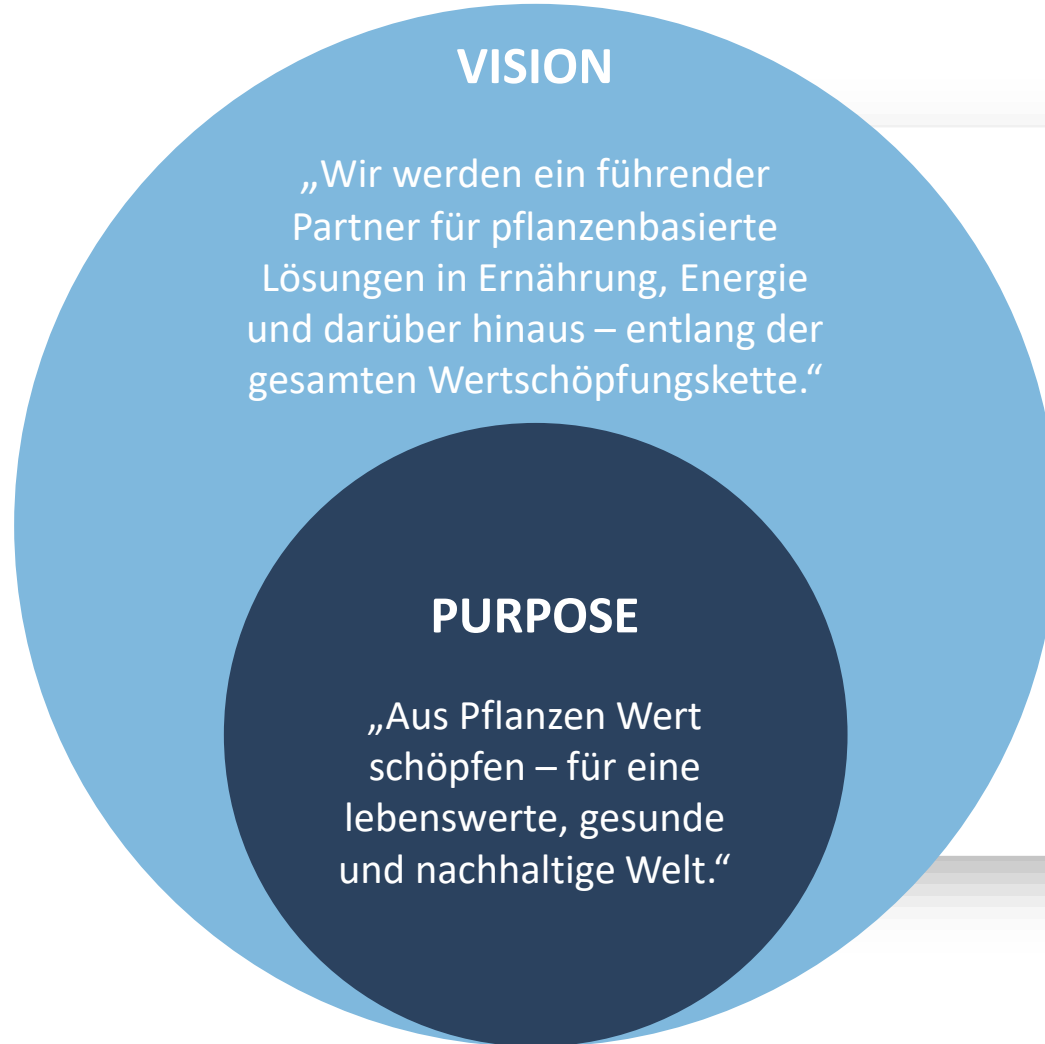 VISION
„Wir werden ein führender
Partner für pflanzenbasierte
Lösungen in Ernährung, Energie
und darüber hinaus – entlang der
gesamten Wertschöpfungskette.“
PURPOSE
„Aus Pflanzen Wert
schöpfen – für eine
lebenswerte, gesunde
und nachhaltige Welt.“